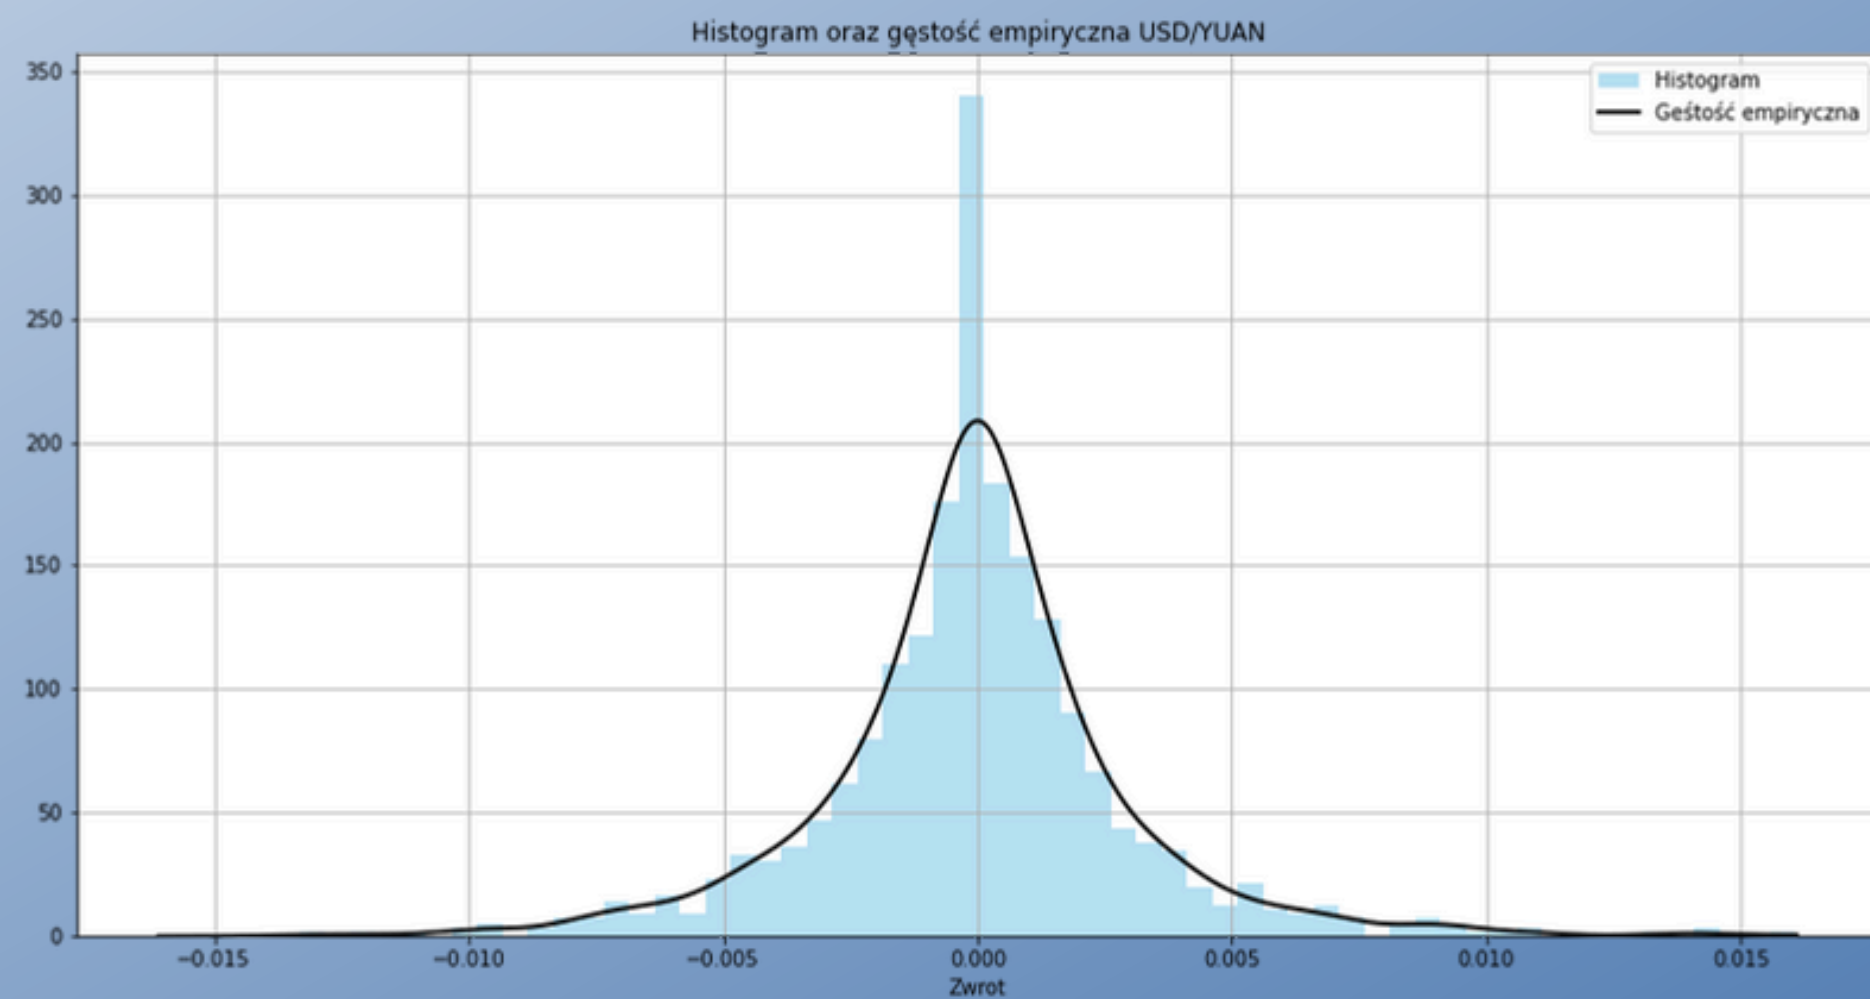 Histogram oraz gęstość empiryczna USD/YUAN
Histogram
Geśtość empiryczna
350
300
250
200
150
100
50
0
−0.015 −0.010 −0.005 0.000 0.005 0.010 0.015
Zwrot